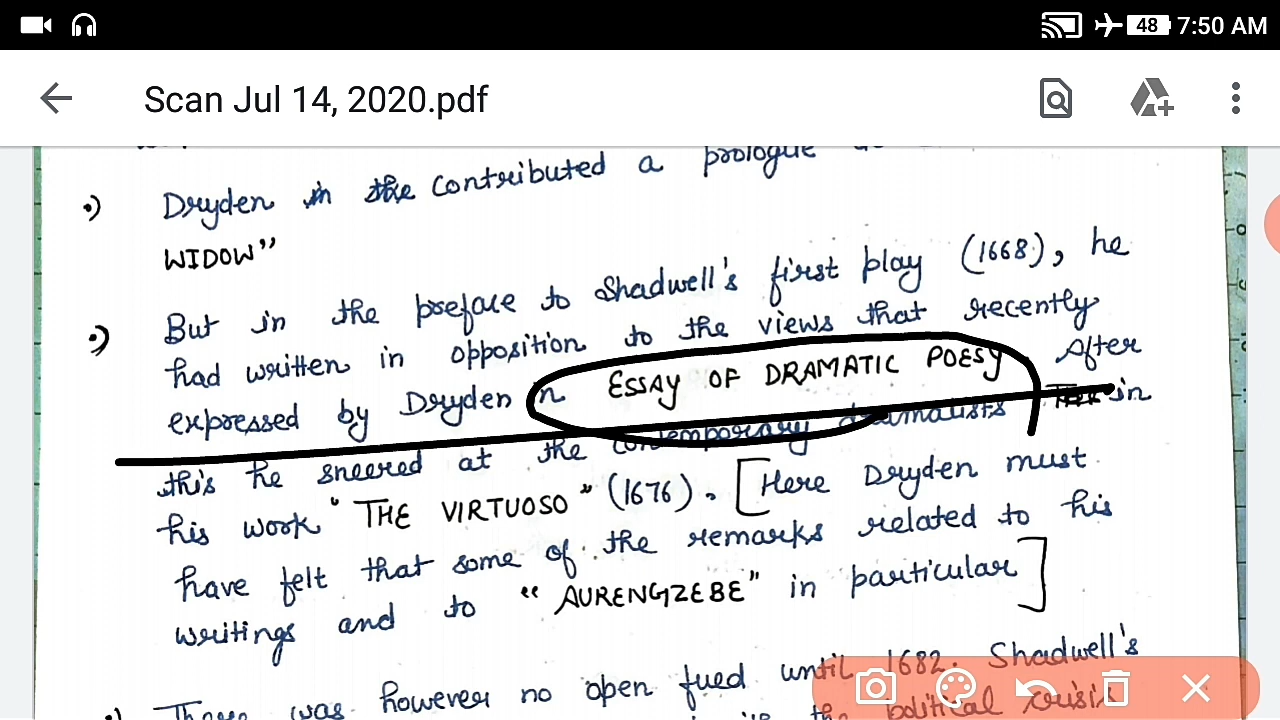 48 7:50 AM
Scan Jul 14, 2020.pdf
•) Dryden in the contributed a prologue
WIDOW"
•) But in the preface to Shadwell's first play (1668), he
had written in opposition to the views that recently
expressed by Dryden in ESSAY OF DRAMATIC POESY After
this he sneered at the contemporary dramatists in
his work "THE VIRTUOSO" (1676). [Here Dryden must
have felt that some of the remarks related to his
writings and to "AURENGZEBE" in particular]
•) There was however no open fued until 1682. Shadwell's
the political crisis